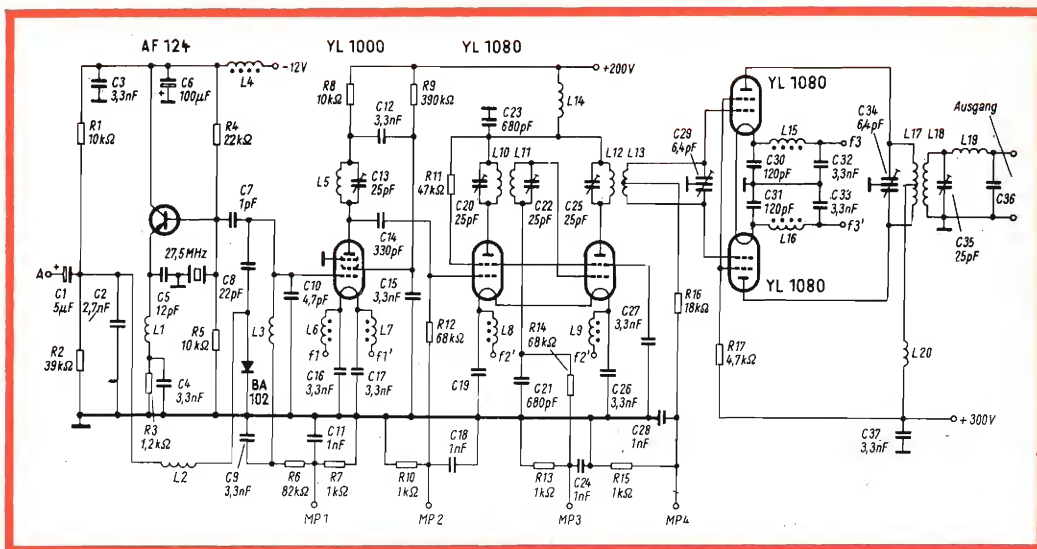 AF 124
YL 1000
YL 1080
C3
3,3nF
C6
100µF
+
L4
-12V
R1
10kΩ
R4
22kΩ
C7
1pF
27,5MHz
A
+
C1
5µF
C2
2,7nF
C5
12pF
C8
22pF
L1
R5
10kΩ
L3
R2
39kΩ
C4
3,3nF
R3
1,2kΩ
BA
102
L2
C9
3,3nF
R8
10kΩ
C12
3,3nF
R9
390kΩ
L5
C13
25pF
C14
330pF
C10
4,7pF
C15
3,3nF
L6
L7
f1
f1'
C16
3,3nF
C17
3,3nF
R12
68kΩ
C11
1nF
R6
82kΩ
R7
1kΩ
MP1
R10
1kΩ
C18
1nF
MP2
+200V
L14
C23
680pF
R11
47kΩ
L10
L11
L12
L13
C20
25pF
C22
25pF
C25
25pF
L8
f2
R14
68kΩ
L9
f2'
C27
3,3nF
C19
C21
680pF
C26
3,3nF
R16
18kΩ
C28
1nF
R13
1kΩ
C24
1nF
R15
1kΩ
MP3
MP4
YL 1080
C29
6,4pF
L15
f3
C30
120pF
C32
3,3nF
C31
120pF
C33
3,3nF
L16
f3'
YL 1080
R17
4,7kΩ
C34
6,4pF
L17
L18
L19
Ausgang
C36
C35
25pF
L20
+300V
C37
3,3nF